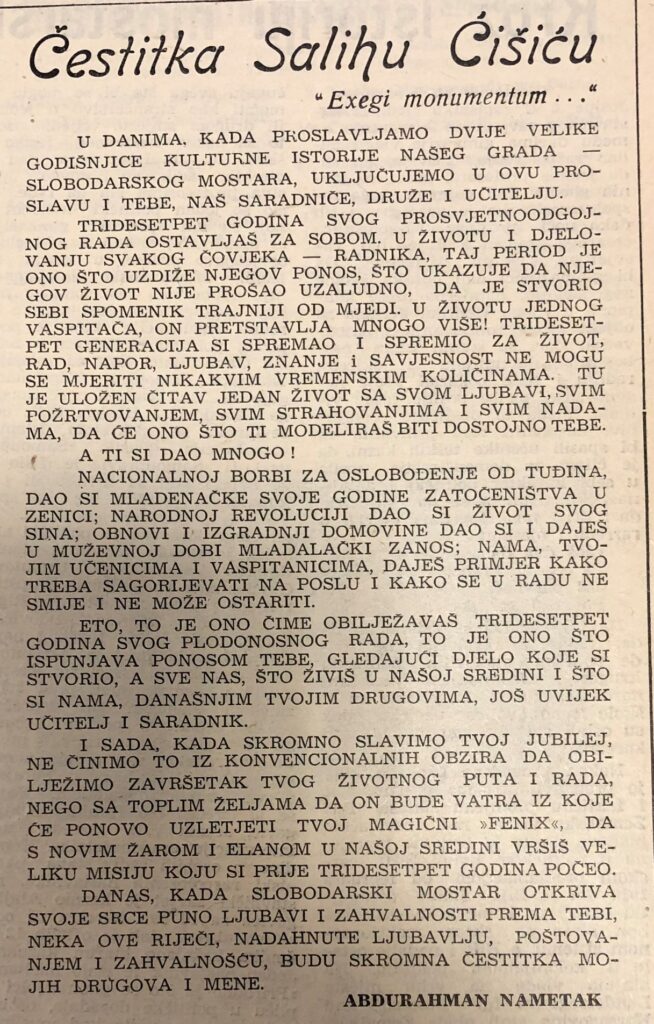 Čestitka Salihu Ćišiću
"Exegi monumentum ..."
U DANIMA, KADA PROSLAVLJAMO DVIJE VELIKE
GODIŠNJICE KULTURNE ISTORIJE NAŠEG GRADA —
SLOBODARSKOG MOSTARA, UKLJUČUJEMO U OVU PRO-
SLAVU I TEBE, NAŠ SARADNIČE, DRUŽE I UČITELJU.
TRIDESETPET GODINA SVOG PROSVJETNOODGOJ-
NOG RADA OSTAVLJAŠ ZA SOBOM. U ŽIVOTU I DJELO-
VANJU SVAKOG ČOVJEKA — RADNIKA, TAJ PERIOD JE
ONO ŠTO UZDIŽE NJEGOV PONOS, ŠTO UKAZUJE DA NJE-
GOV ŽIVOT NIJE PROŠAO UZALUDNO, DA JE STVORIO
SEBI SPOMENIK TRAJNIJI OD MJEDI. U ŽIVOTU JEDNOG
VASPITAČA, ON PRETSTAVLJA MNOGO VIŠE! TRIDESET-
PET GENERACIJA SI SPREMAO I SPREMIO ZA ŽIVOT,
RAD, NAPOR, LJUBAV, ZNANJE i SAVJESNOST NE MOGU
SE MJERITI NIKAKVIM VREMENSKIM KOLIČINAMA. TU
JE ULOŽEN ČITAV JEDAN ŽIVOT SA SVOM LJUBAVI, SVIM
POŽRTVOVANJEM, SVIM STRAHOVANJIMA I SVIM NADA-
MA, DA ĆE ONO ŠTO TI MODELIRAŠ BITI DOSTOJNO TEBE.
A TI SI DAO MNOGO!
NACIONALNOJ BORBI ZA OSLOBOĐENJE OD TUĐINA,
DAO SI MLADENAČKE SVOJE GODINE ZATOČENIŠTVA U
ZENICI; NARODNOJ REVOLUCIJI DAO SI ŽIVOT SVOG
SINA; OBNOVI I IZGRADNJI DOMOVINE DAO SI I DAJEŠ
U MUŽEVNOJ DOBI MLADALAČKI ZANOS; NAMA, TVO-
JIM UČENICIMA I VASPITANICIMA, DAJEŠ PRIMJER KAKO
TREBA SAGORIJEVATI NA POSLU I KAKO SE U RADU NE
SMIJE I NE MOŽE OSTARITI.
ETO, TO JE ONO ČIME OBILJEŽAVAŠ TRIDESETPET
GODINA SVOG PLODONOSNOG RADA, TO JE ONO ŠTO
ISPUNJAVA PONOSOM TEBE, GLEDAJUĆI DJELO KOJE SI
STVORIO, A SVE NAS, ŠTO ŽIVIŠ U NAŠOJ SREDINI I ŠTO
SI NAMA, DANAŠNJIM TVOJIM DRUGOVIMA, JOŠ UVIJEK
UČITELJ I SARADNIK.
I SADA, KADA SKROMNO SLAVIMO TVOJ JUBILEJ,
NE ČINIMO TO IZ KONVENCIONALNIH OBZIRA DA OBI-
LJEŽIMO ZAVRŠETAK TVOG ŽIVOTNOG PUTA I RADA,
NEGO SA TOPLIM ŽELJAMA DA ON BUDE VATRA IZ KOJE
ĆE PONOVO UZLETJETI TVOJ MAGIČNI »FENIX«, DA
S NOVIM ŽAROM I ELANOM U NAŠOJ SREDINI VRŠIŠ VE-
LIKU MISIJU KOJU SI PRIJE TRIDESETPET GODINA POČEO.
DANAS, KADA SLOBODARSKI MOSTAR OTKRIVA
SVOJE SRCE PUNO LJUBAVI I ZAHVALNOSTI PREMA TEBI,
NEKA OVE RIJEČI, NADAHNUTE LJUBAVLJU, POŠTOVA-
NJEM I ZAHVALNOŠĆU, BUDU SKROMNA ČESTITKA MO-
JIH DRUGOVA I MENE.
ABDURAHMAN NAMETAK